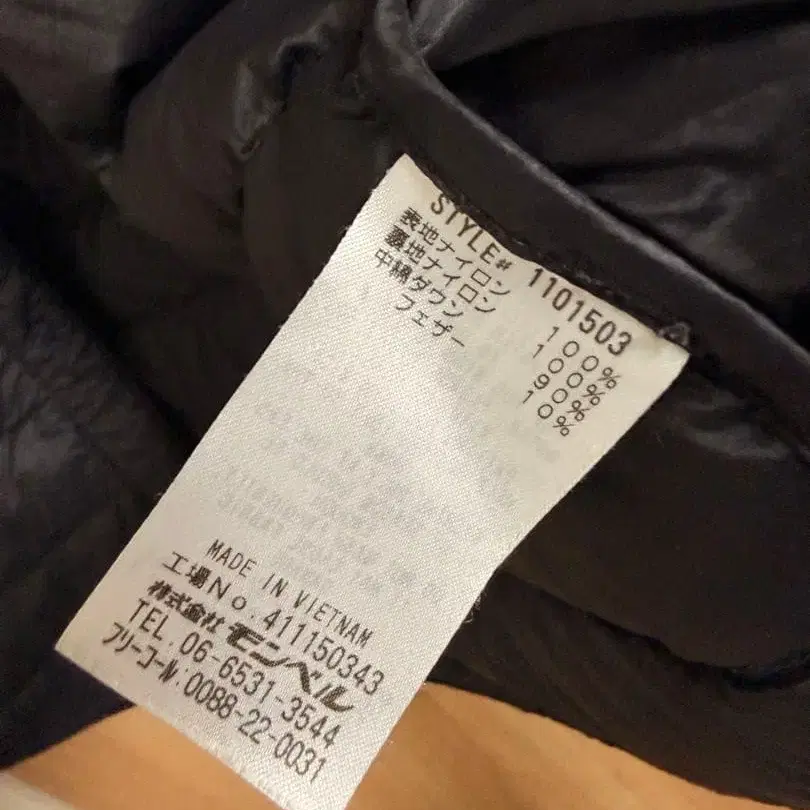 STYLE# 1101503
表地ナイロン 100%
裏地ナイロン 100%
中綿ダウン 90%
フェザー 10%
MADE IN VIETNAM
工場No.411150343
株式会社モンベル
TEL.06-6531-3544
フリーコール.0088-22-0031